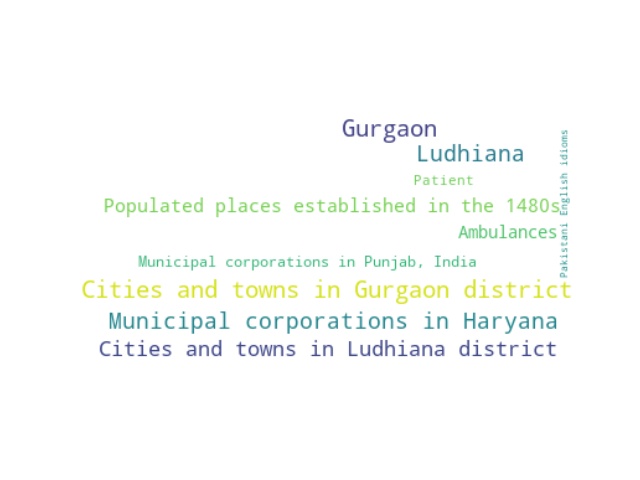 Gurgaon
Ludhiana
Patient
Populated places established in the 1480s
Ambulances
Pakistani English idioms
Municipal corporations in Punjab, India
Cities and towns in Gurgaon district
Municipal corporations in Haryana
Cities and towns in Ludhiana district